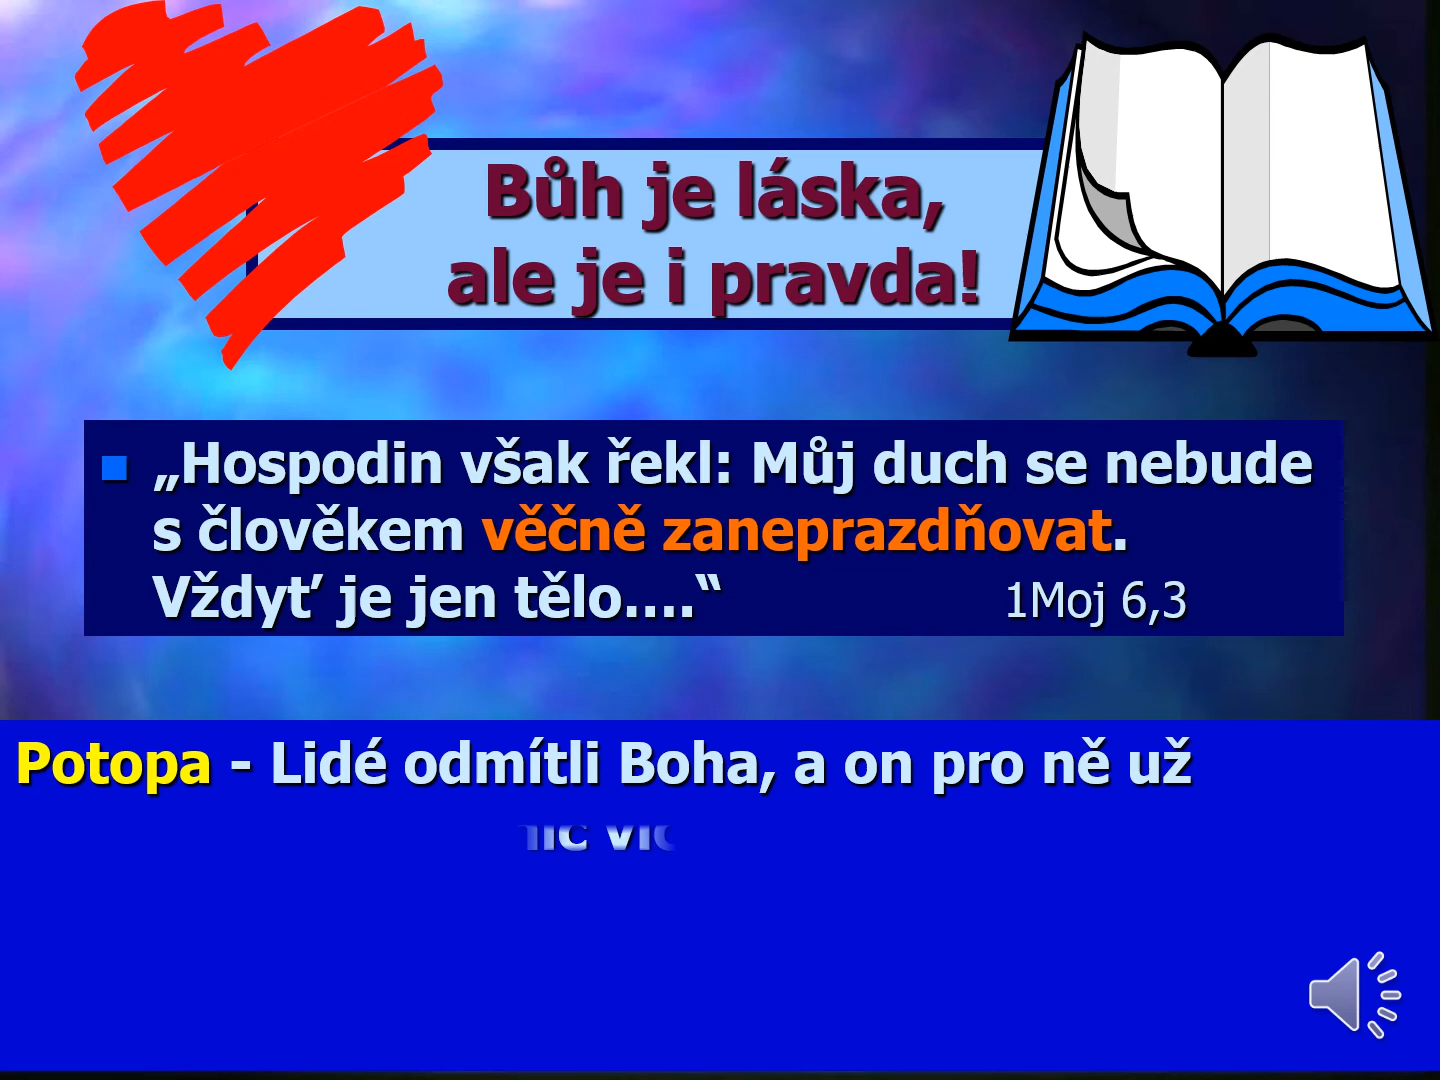 Bůh je láska,
ale je i pravda!
„Hospodin však řekl: Můj duch se nebude
s člověkem věčně zaneprazdňovat.
Vždyť je jen tělo....“ 1Moj 6,3
Potopa - Lidé odmítli Boha, a on pro ně už